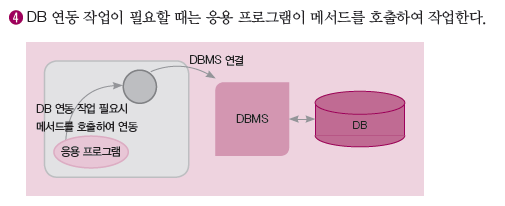 ❹ DB 연동 작업이 필요할 때는 응용 프로그램이 메서드를 호출하여 작업한다.
DBMS 연결
DB 연동 작업 필요시
메서드를 호출하여 연동
응용 프로그램
DBMS
DB